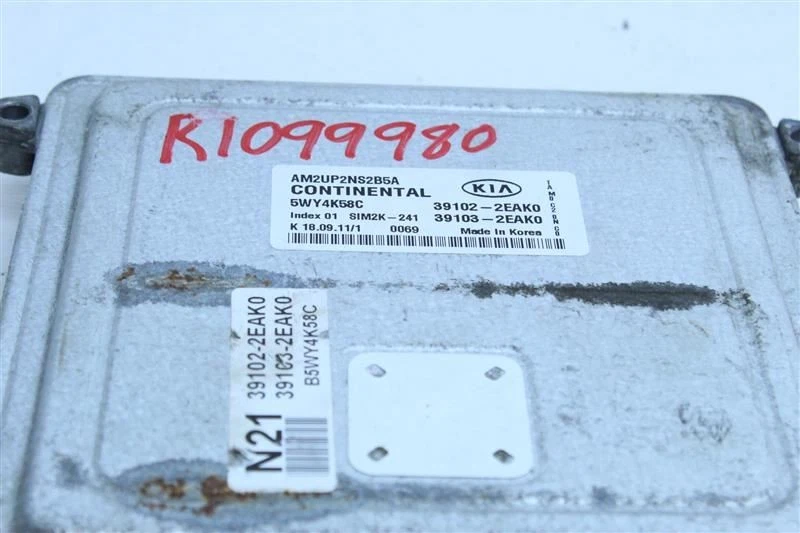 R1099980
AM2UP2NS2B5A
CONTINENTAL KIA
5WY4K58C 39102-2EAK0
Index 01 SIM2K-241 39103-2EAK0
K 18.09.11/1 0069 Made in Korea
N21
39102-2EAK0
39103-2EAK0
B5WY4K58C